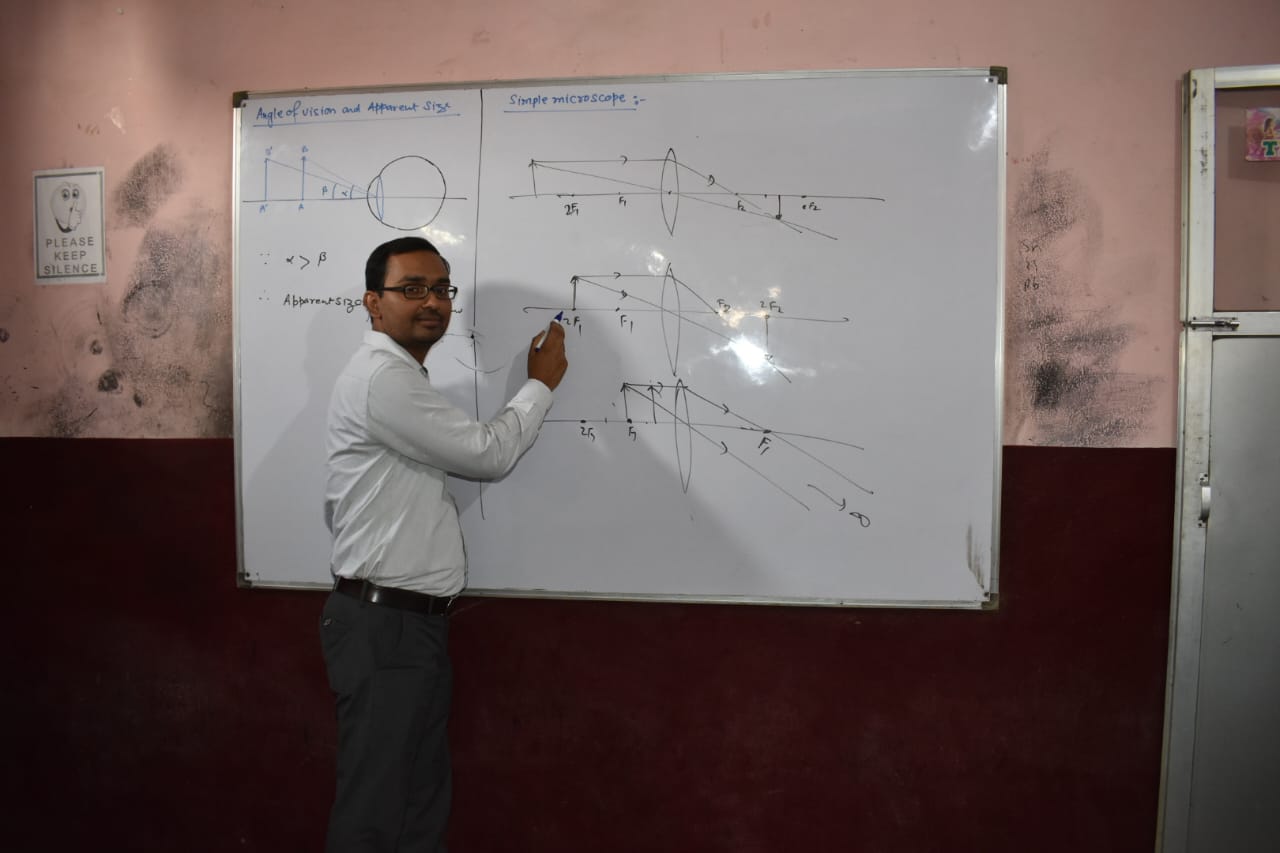 PLEASE
KEEP
SILENCE
Angle of vision and Apparent Size
B' B
β α
A' A
∵ α > β
∴ Apparent size
Simple microscope :-
2F₁ F₁ F₂ 2F₂
2F₁ F₁ F₂ 2F₂
2F₁ F₁ F₁
∞